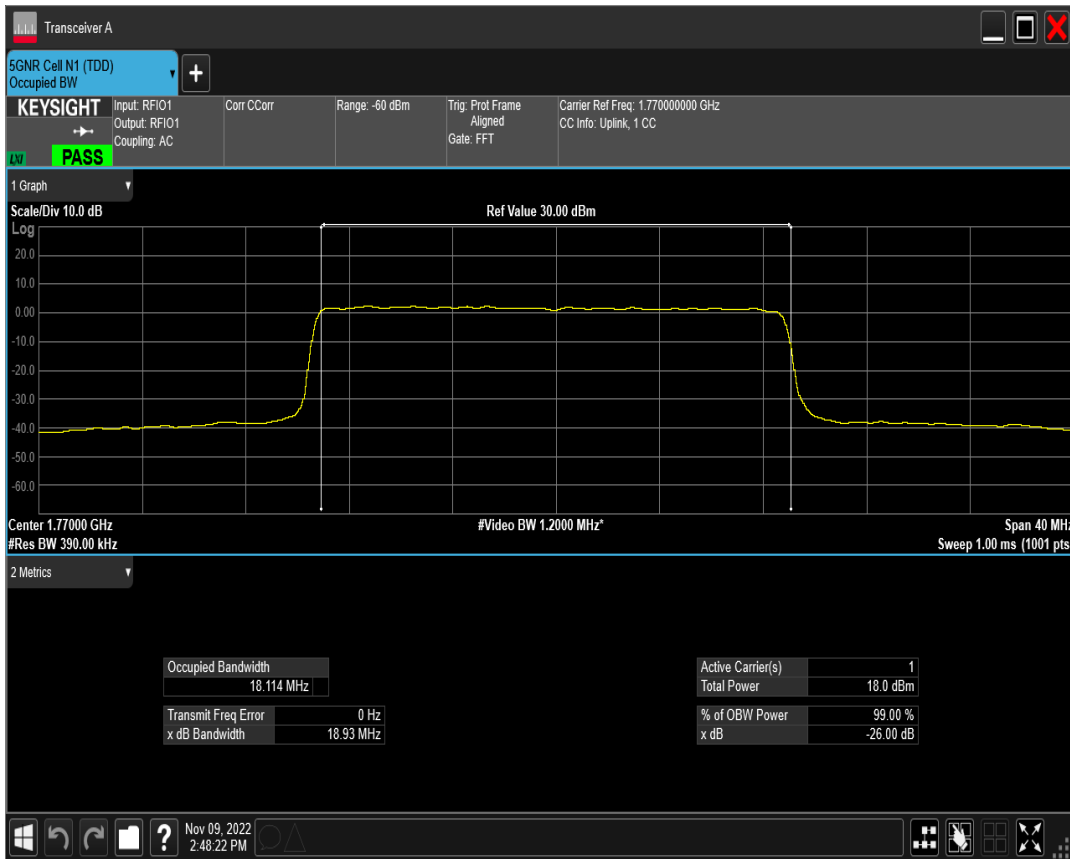 Transceiver A
5GNR Cell N1 (TDD)
Occupied BW
+
KEYSIGHT
LXI
PASS
Input: RFIO1
Output: RFIO1
Coupling: AC
Corr CCorr
Range: -60 dBm
Trig: Prot Frame
Aligned
Gate: FFT
Carrier Ref Freq: 1.770000000 GHz
CC Info: Uplink, 1 CC
1 Graph
Scale/Div 10.0 dB
Ref Value 30.00 dBm
Log
20.0
10.0
0.00
-10.0
-20.0
-30.0
-40.0
-50.0
-60.0
Center 1.77000 GHz
#Video BW 1.2000 MHz*
Span 40 MHz
#Res BW 390.00 kHz
Sweep 1.00 ms (1001 pts
2 Metrics
Occupied Bandwidth
18.114 MHz
Active Carrier(s) 1
Total Power 18.0 dBm
Transmit Freq Error 0 Hz
x dB Bandwidth 18.93 MHz
% of OBW Power 99.00 %
x dB -26.00 dB
?
Nov 09, 2022
2:48:22 PM